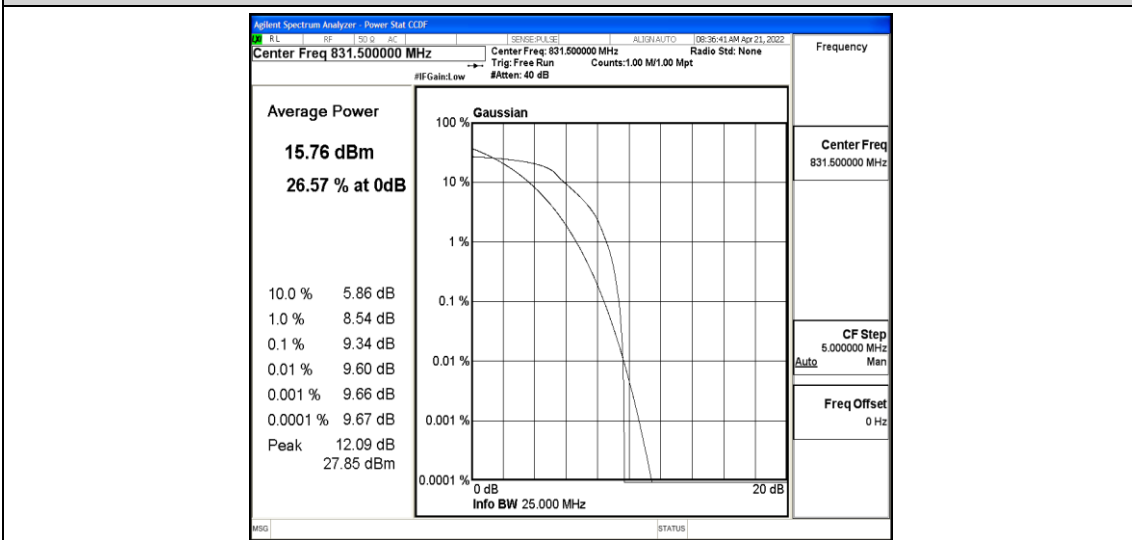 Agilent Spectrum Analyzer - Power Stat CCDF
RL RF 50 Ω AC SENSE:PULSE ALIGNAUTO 08:36:41 AM Apr 21, 2022
Center Freq 831.500000 MHz
Center Freq: 831.500000 MHz Radio Std: None
Trig: Free Run Counts:1.00 M/1.00 Mpt
#IFGain:Low #Atten: 40 dB
Frequency
Average Power
15.76 dBm
26.57 % at 0dB
10.0 % 5.86 dB
1.0 % 8.54 dB
0.1 % 9.34 dB
0.01 % 9.60 dB
0.001 % 9.66 dB
0.0001 % 9.67 dB
Peak 12.09 dB
27.85 dBm
Gaussian
100 %
10 %
1 %
0.1 %
0.01 %
0.001 %
0.0001 %
0 dB 20 dB
Info BW 25.000 MHz
Center Freq
831.500000 MHz
CF Step
5.000000 MHz
Auto Man
Freq Offset
0 Hz
MSG STATUS